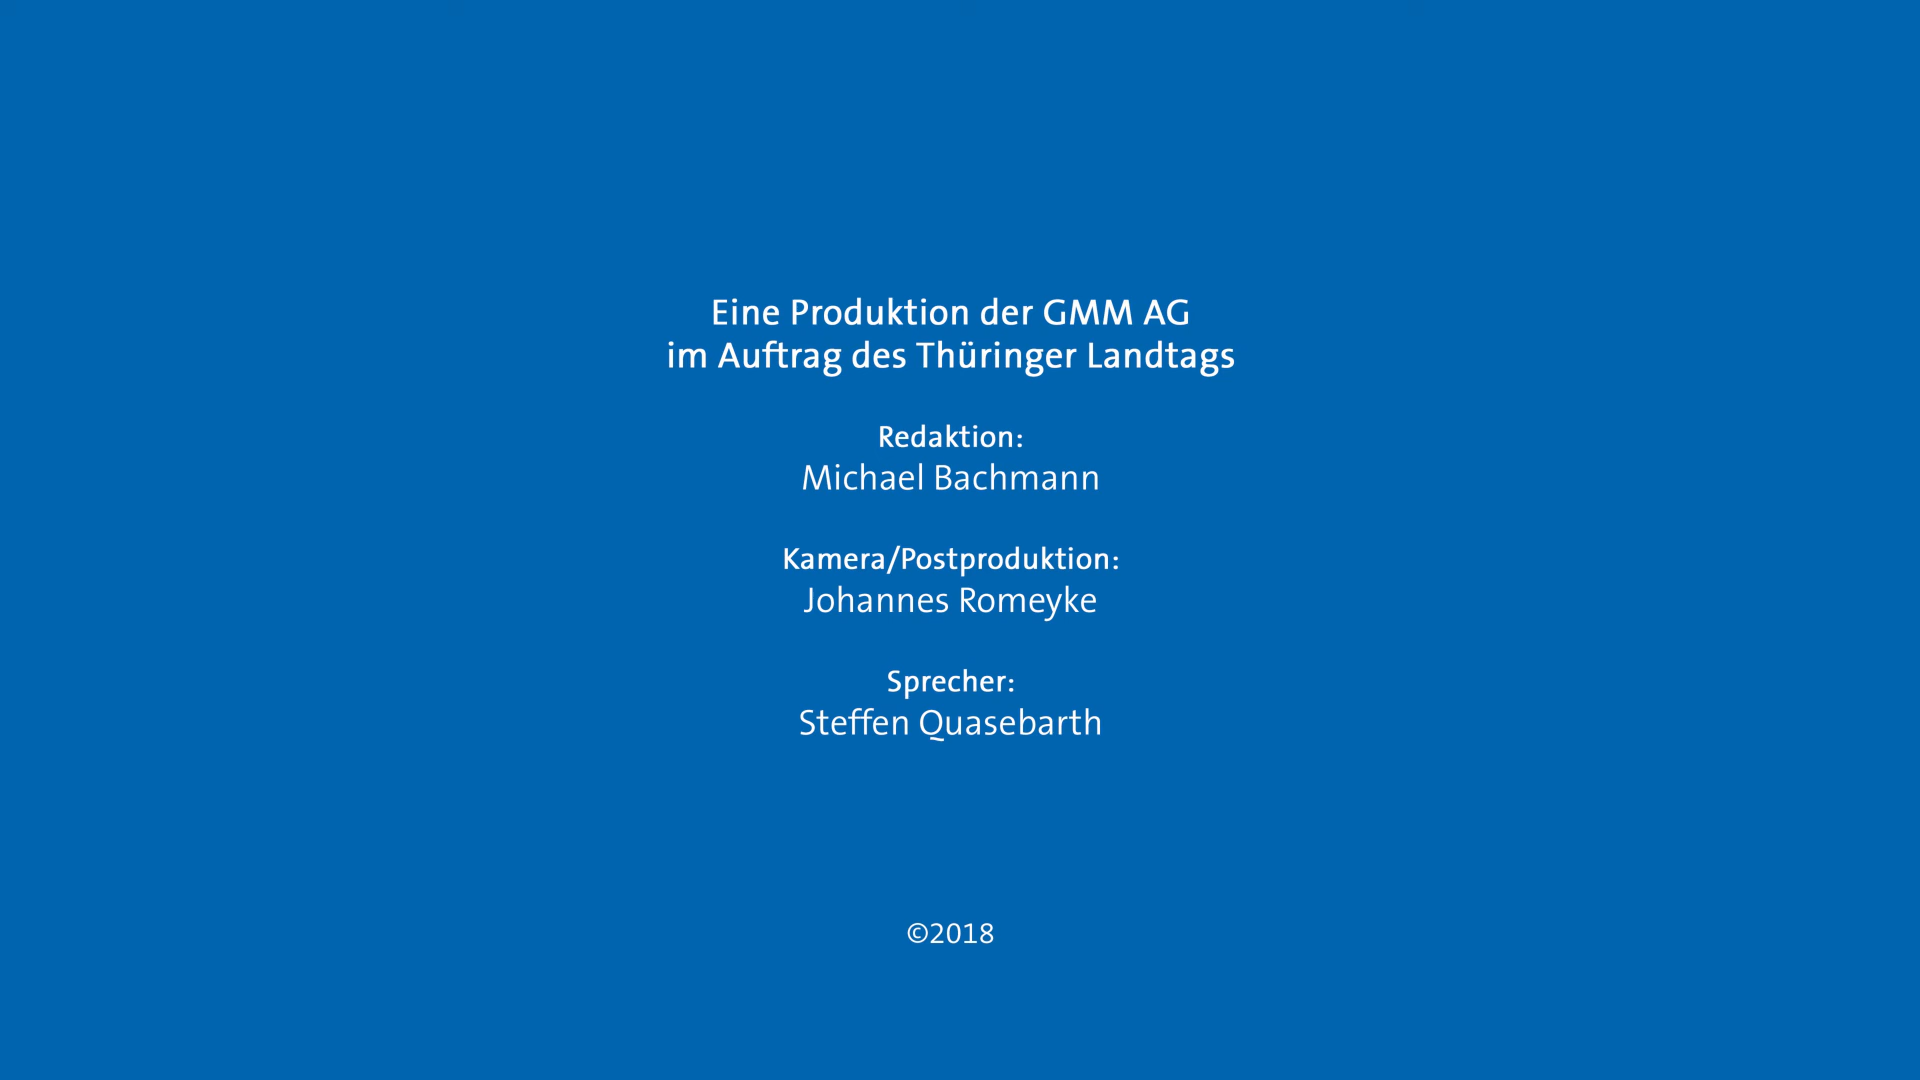 Eine Produktion der GMM AG
im Auftrag des Thüringer Landtags
Redaktion:
Michael Bachmann
Kamera/Postproduktion:
Johannes Romeyke
Sprecher:
Steffen Quasebarth
©2018